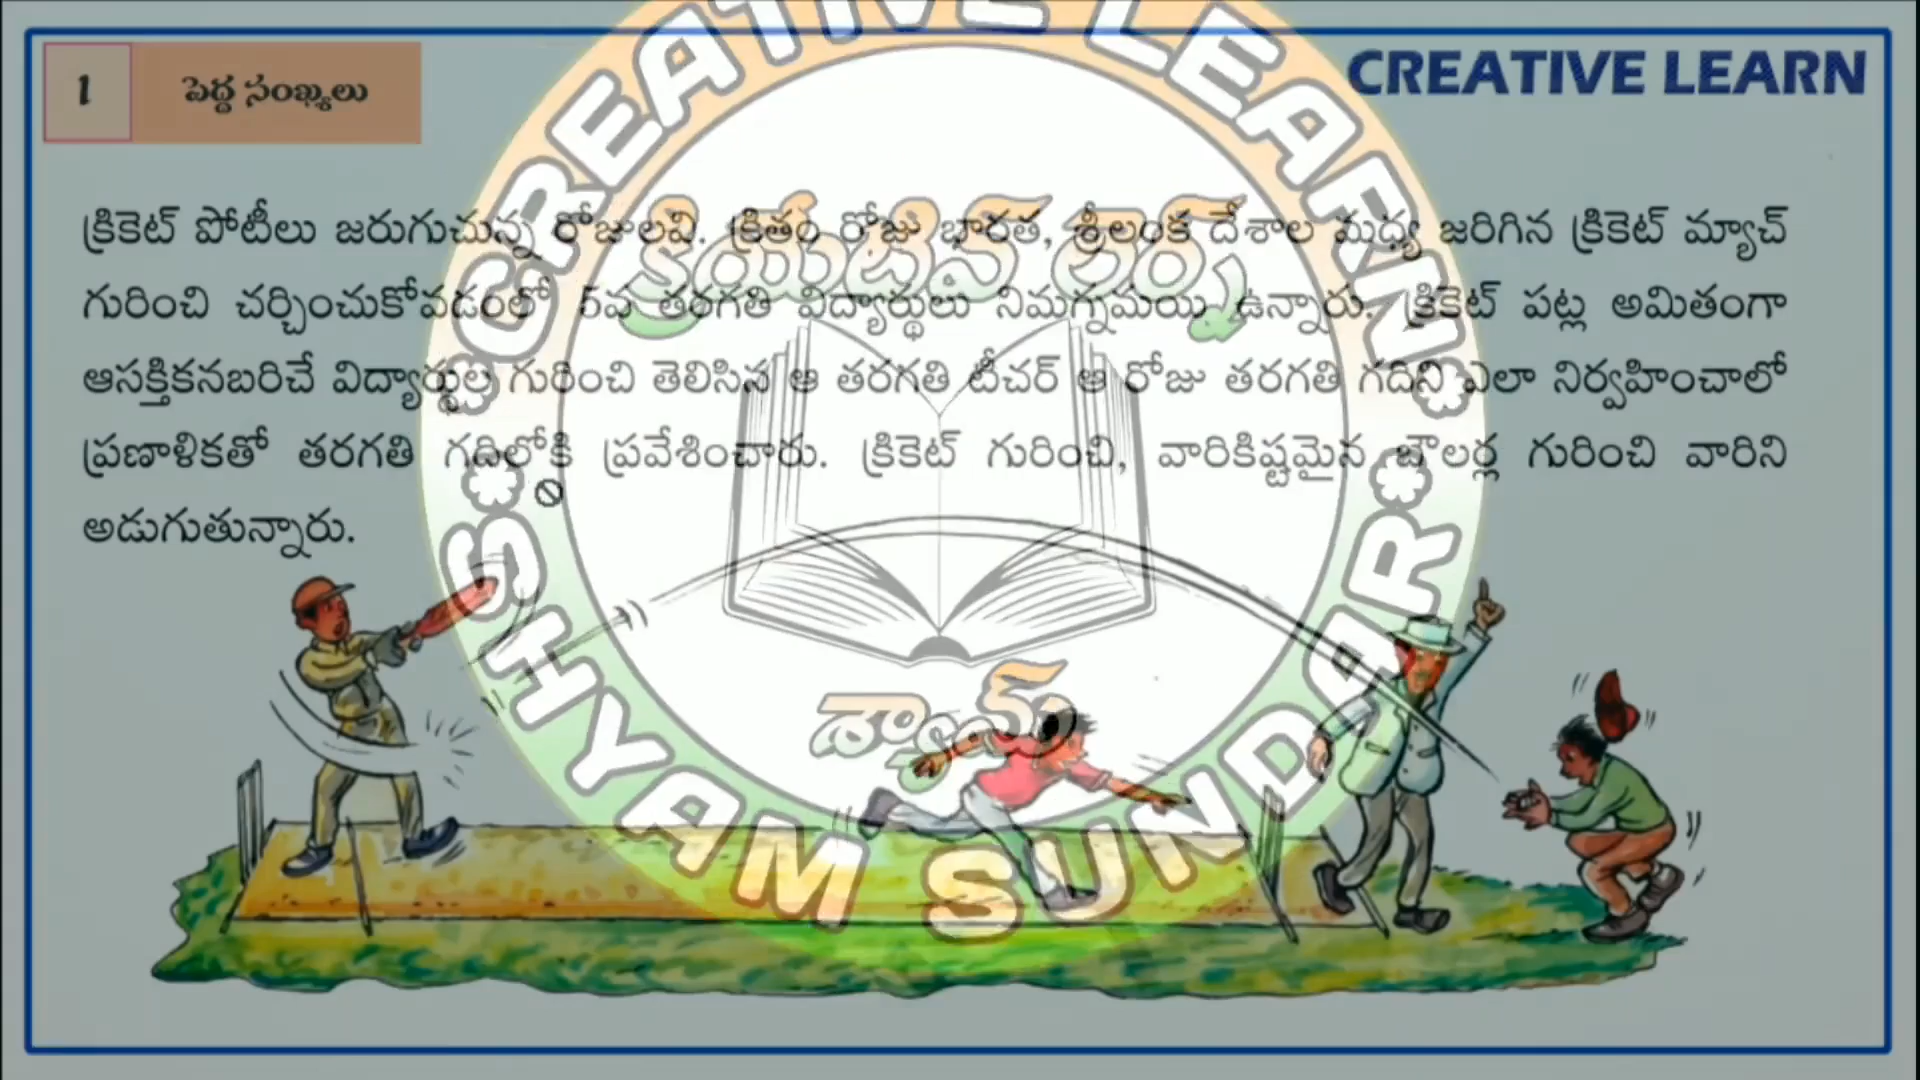 CREATIVE LEARN
1 పెద్ద సంఖ్యలు
CREATIVE LEARN
క్రికెట్ పోటీలు జరుగుచున్న రోజులవి. క్రితం రోజు భారత, శ్రీలంక దేశాల మధ్య జరిగిన క్రికెట్ మ్యాచ్
గురించి చర్చించుకోవడంతో 5వ తరగతి విద్యార్థులు నిమగ్నమయి ఉన్నారు. క్రికెట్ పట్ల అమితంగా
ఆసక్తికనబరిచే విద్యార్థుల గురించి తెలిసిన ఆ తరగతి టీచర్ ఆ రోజు తరగతి గదిని ఎలా నిర్వహించాలో
ప్రణాళికతో తరగతి గదిలోకి ప్రవేశించారు. క్రికెట్ గురించి, వారికిష్టమైన బౌలర్ల గురించి వారిని
అడుగుతున్నారు.
క్రియేటివ్ లెర్న్
శ్యామ్
SHYAM SUNDAR